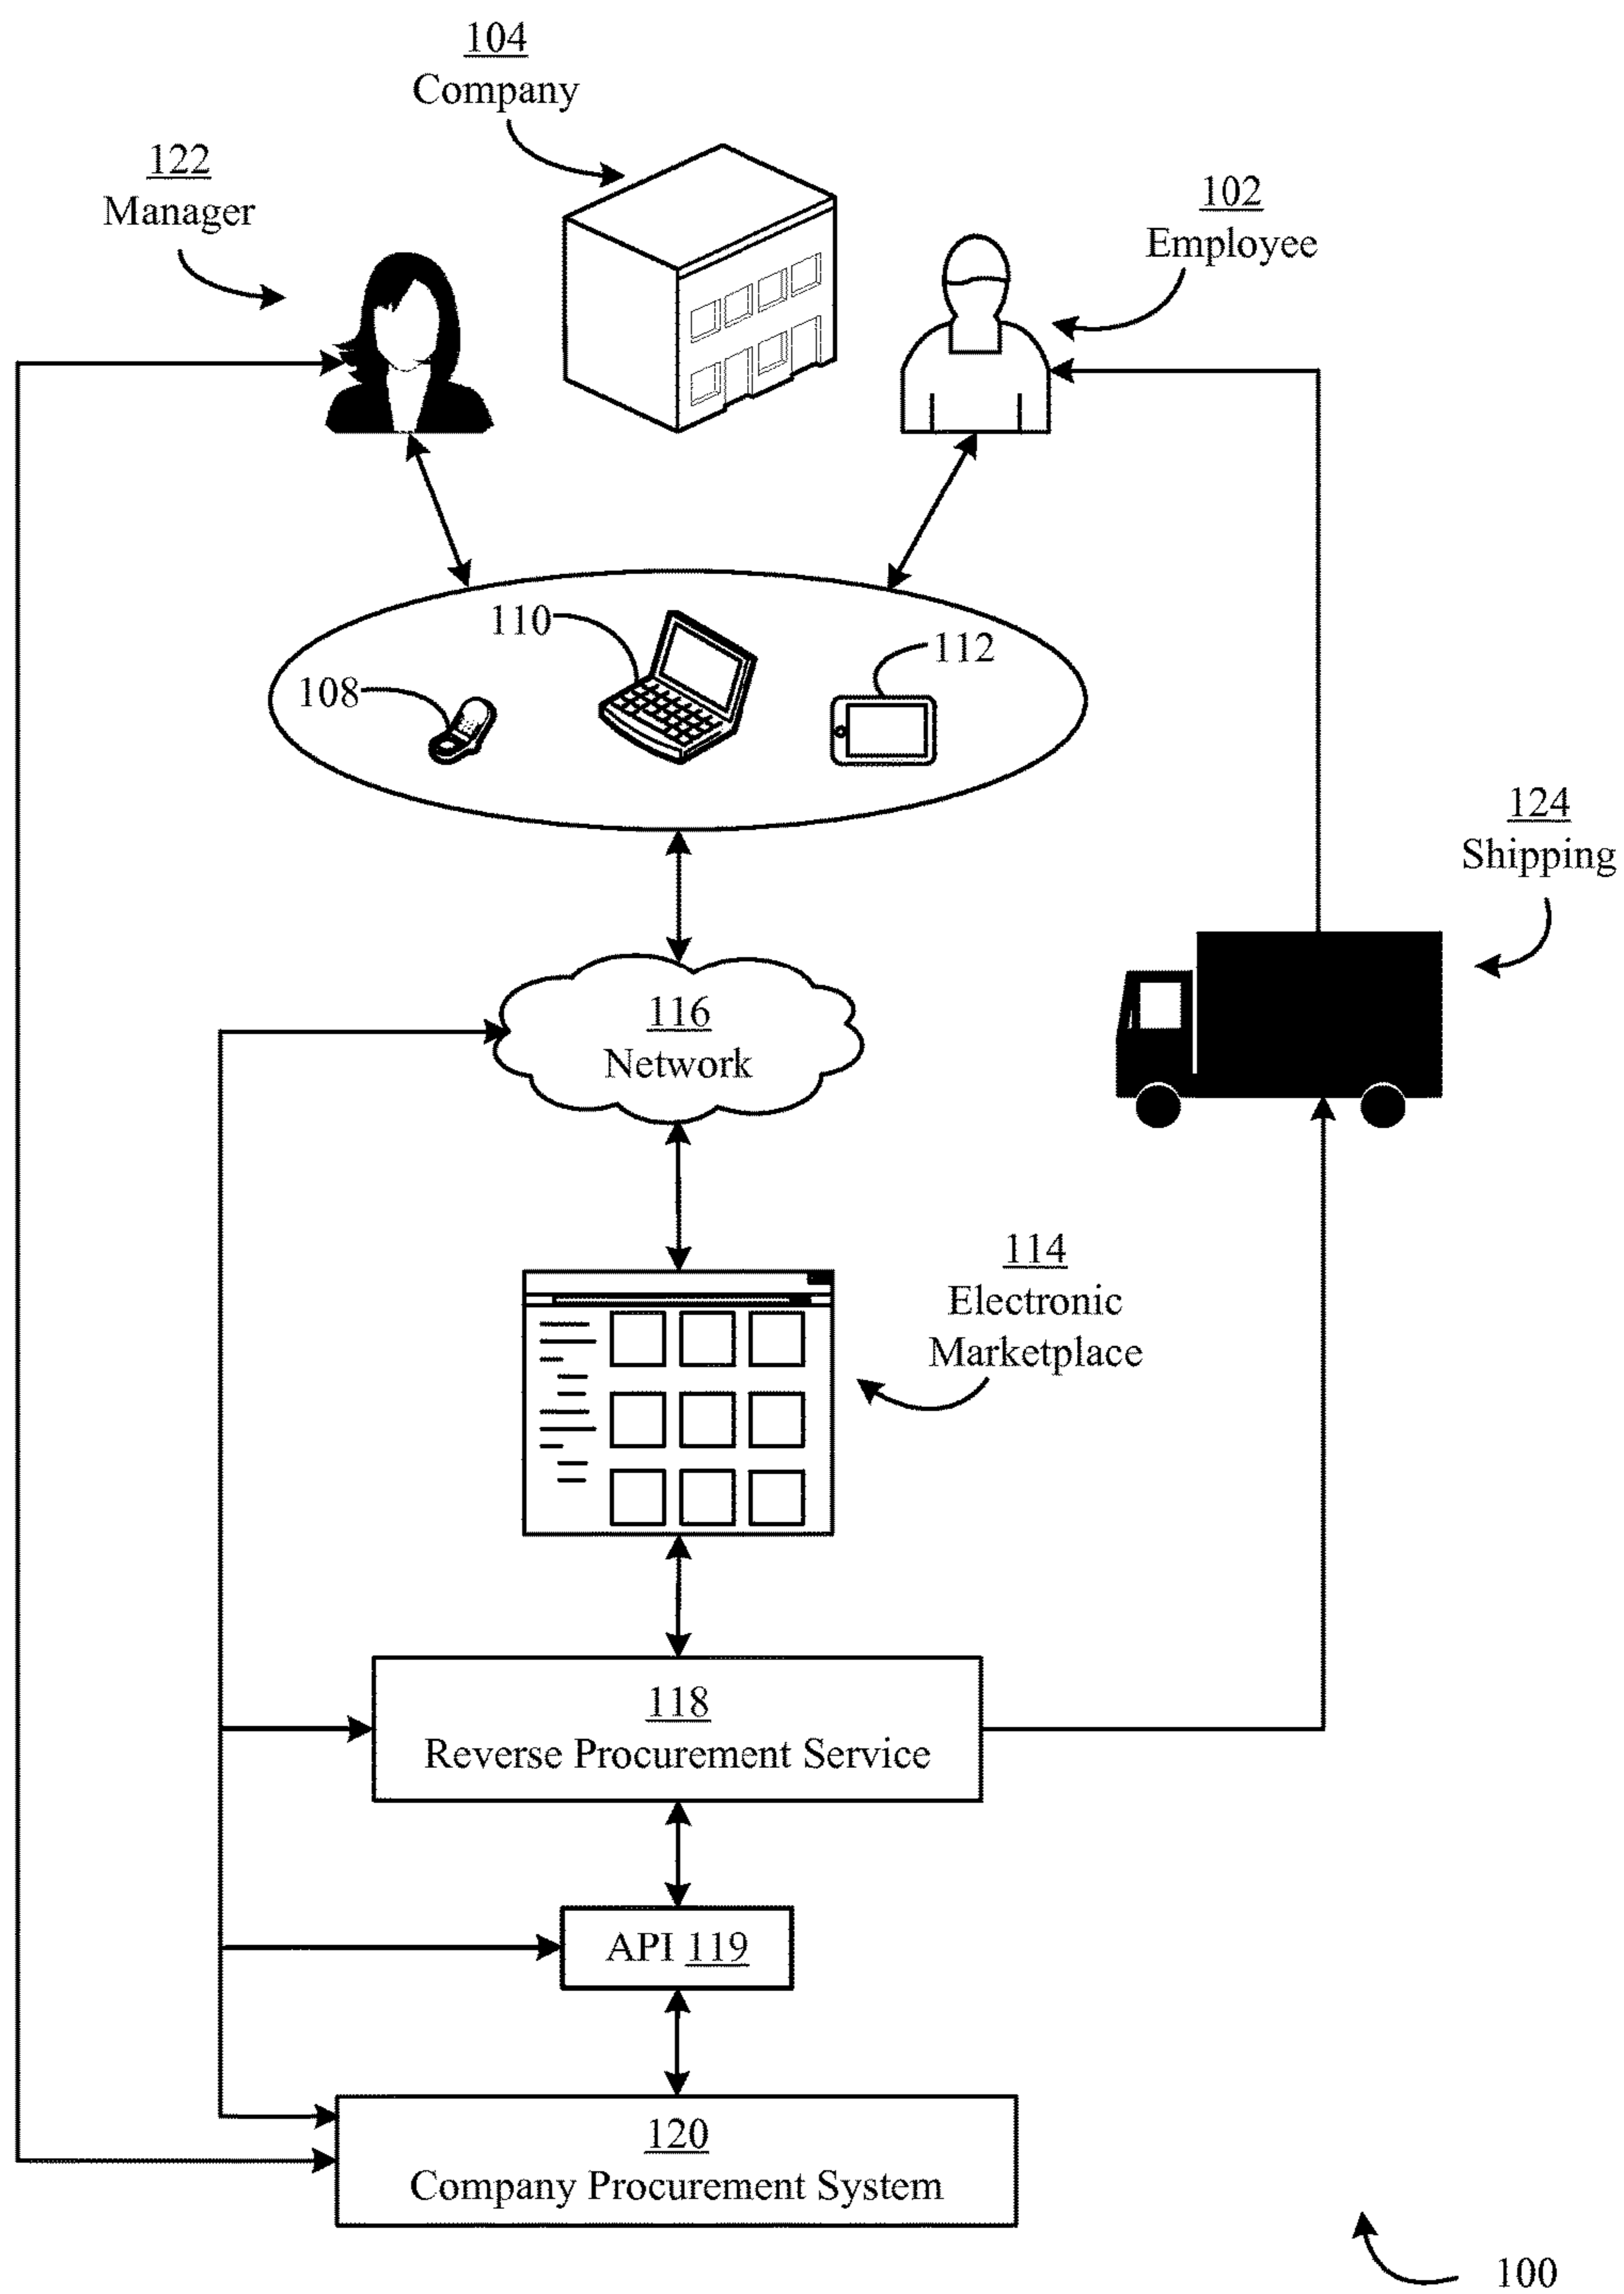 104
Company
122
Manager
102
Employee
110
112
108
124
Shipping
116
Network
114
Electronic
Marketplace
118
Reverse Procurement Service
API 119
120
Company Procurement System
100